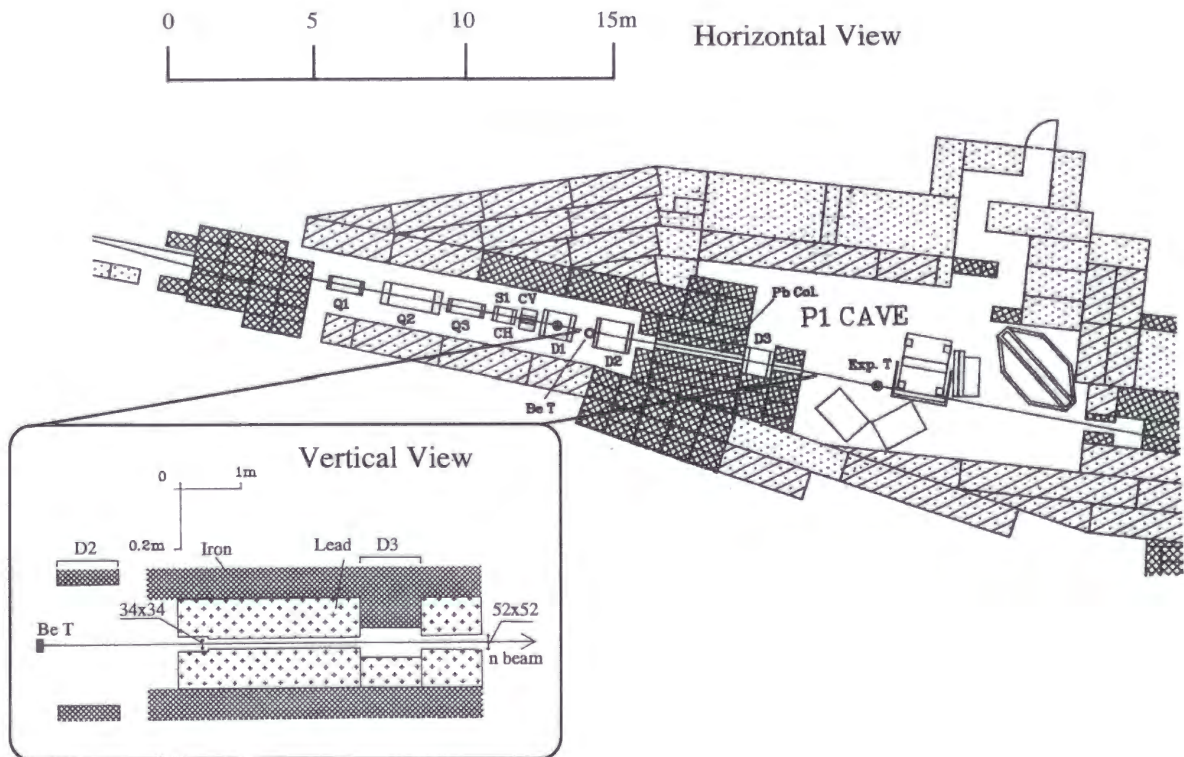 0 5 10 15m
Horizontal View
Q1
Q2
Q3
S1 CV
CH
D1
D2
Be T
Pb Col.
D3
P1 CAVE
Exp. T
Vertical View
0 1m
0.2m
D2
Iron
Lead
D3
34x34
52x52
Be T
n beam